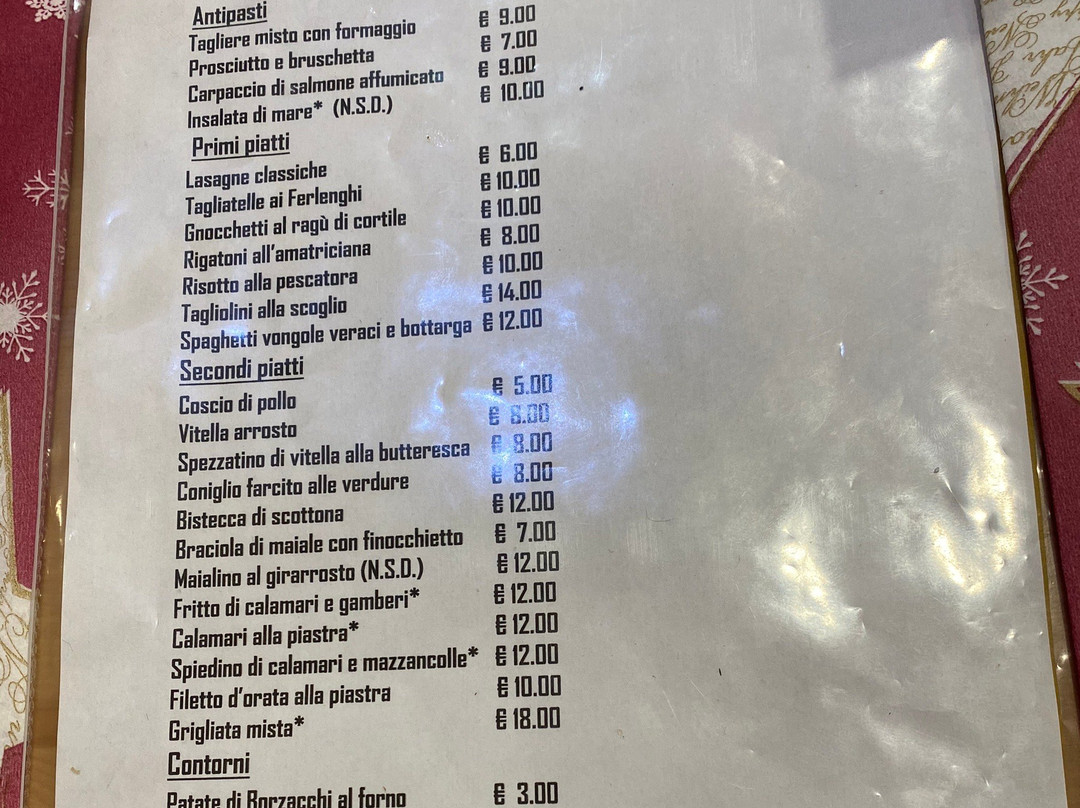 Antipasti
Tagliere misto con formaggio € 9.00
Prosciutto e bruschetta € 7.00
Carpaccio di salmone affumicato € 9.00
Insalata di mare* (N.S.D.) € 10.00
Primi piatti
Lasagne classiche € 6.00
Tagliatelle ai Ferlenghi € 10.00
Gnocchetti al ragù di cortile € 10.00
Rigatoni all'amatriciana € 8.00
Risotto alla pescatora € 10.00
Tagliolini alla scoglio € 14.00
Spaghetti vongole veraci e bottarga € 12.00
Secondi piatti
Coscio di pollo € 5.00
Vitella arrosto € 8.00
Spezzatino di vitella alla butteresca € 8.00
Coniglio farcito alle verdure € 8.00
Bistecca di scottona € 12.00
Braciola di maiale con finocchietto € 7.00
Maialino al girarrosto (N.S.D.) € 12.00
Fritto di calamari e gamberi* € 12.00
Calamari alla piastra* € 12.00
Spiedino di calamari e mazzancolle* € 12.00
Filetto d'orata alla piastra € 10.00
Grigliata mista* € 18.00
Contorni
Patate di Borzacchi al forno € 3.00